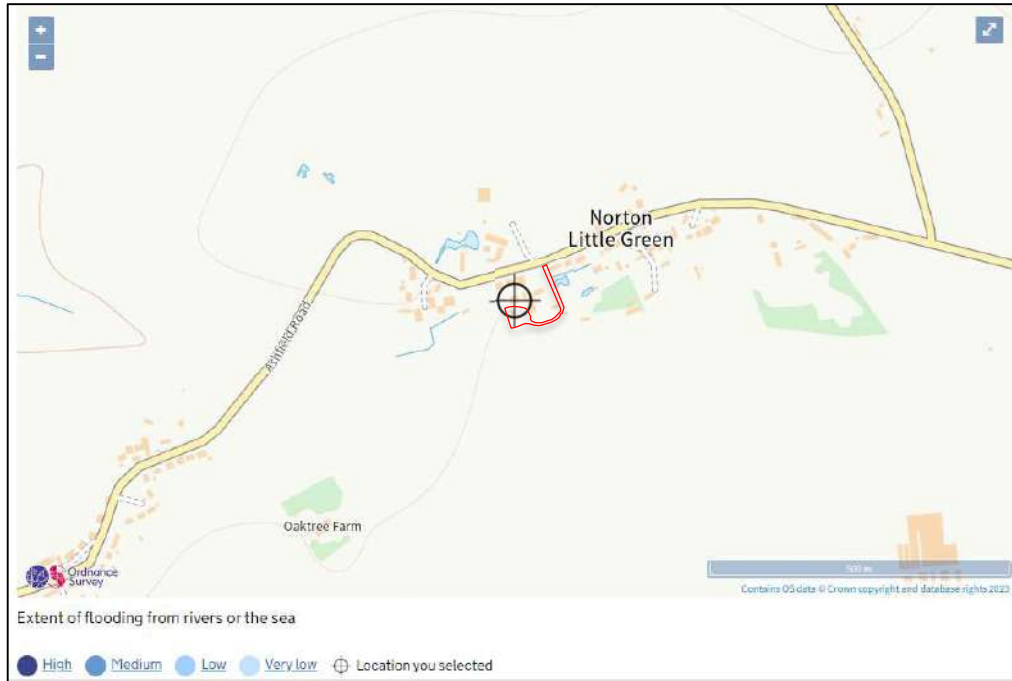 +
−
Norton
Little Green
Ashfield Road
Oaktree Farm
Ordnance
Survey
500 m
Contains OS data © Crown copyright and database rights 2023
Extent of flooding from rivers or the sea
High Medium Low Very low Location you selected